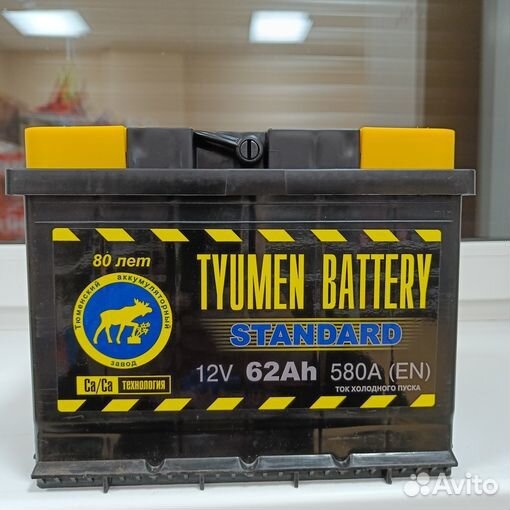 80 лет
Тюменский аккумуляторный
завод
Ca/Ca технология
TYUMEN BATTERY
STANDARD
12V 62Ah 580A (EN)
ТОК ХОЛОДНОГО ПУСКА
Avito